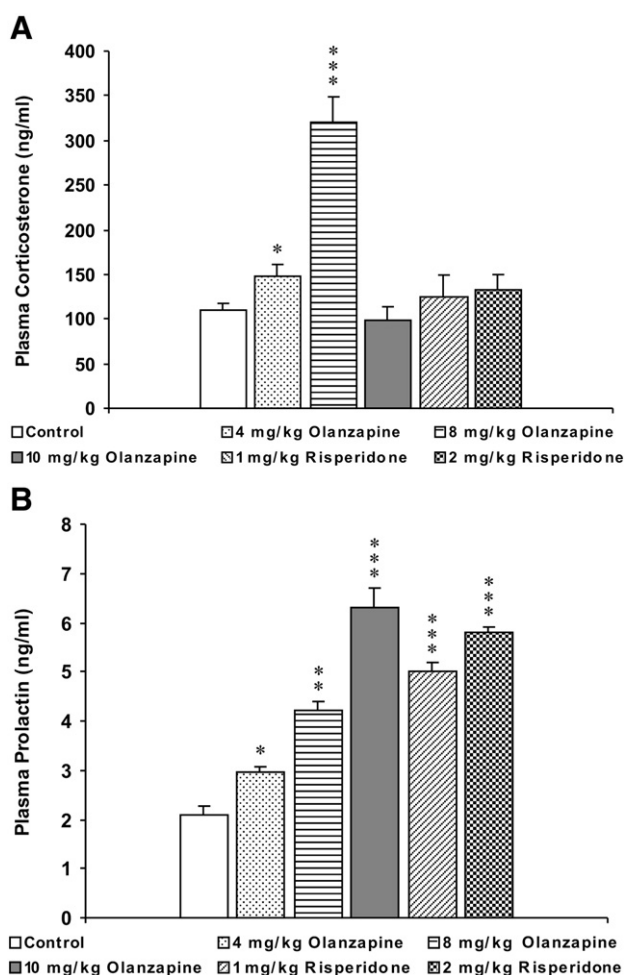 A
400
350
300
250
200
150
100
50
0
Plasma Corticosterone (ng/ml)
*
***
Control
4 mg/kg Olanzapine
8 mg/kg Olanzapine
10 mg/kg Olanzapine
1 mg/kg Risperidone
2 mg/kg Risperidone
B
8
7
6
5
4
3
2
1
0
Plasma Prolactin (ng/ml)
*
**
***
***
***
Control
4 mg/kg Olanzapine
8 mg/kg Olanzapine
10 mg/kg Olanzapine
1 mg/kg Risperidone
2 mg/kg Risperidone